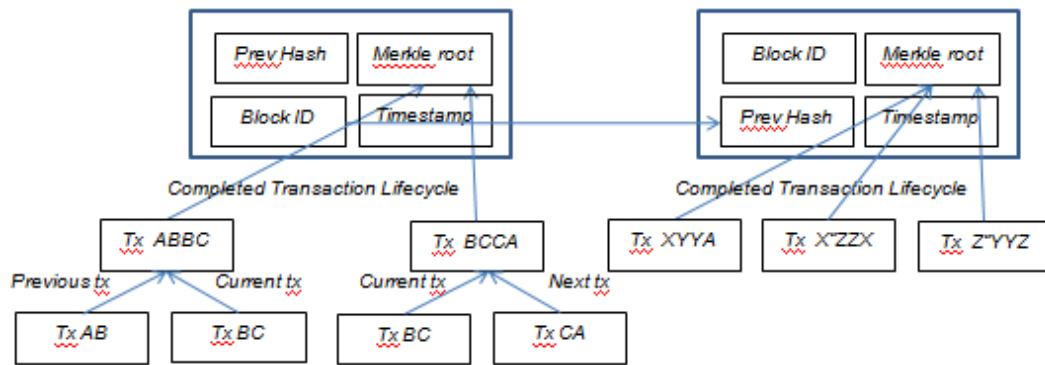 Prev Hash Merkle root
Block ID Timestamp
Block ID Merkle root
Prev Hash Timestamp
Completed Transaction Lifecycle
Completed Transaction Lifecycle
Tx ABBC
Tx BCCA
Tx XYYA
Tx X"ZZX
Tx Z"YYZ
Previous tx
Current tx
Current tx
Next tx
Tx AB
Tx BC
Tx BC
Tx CA